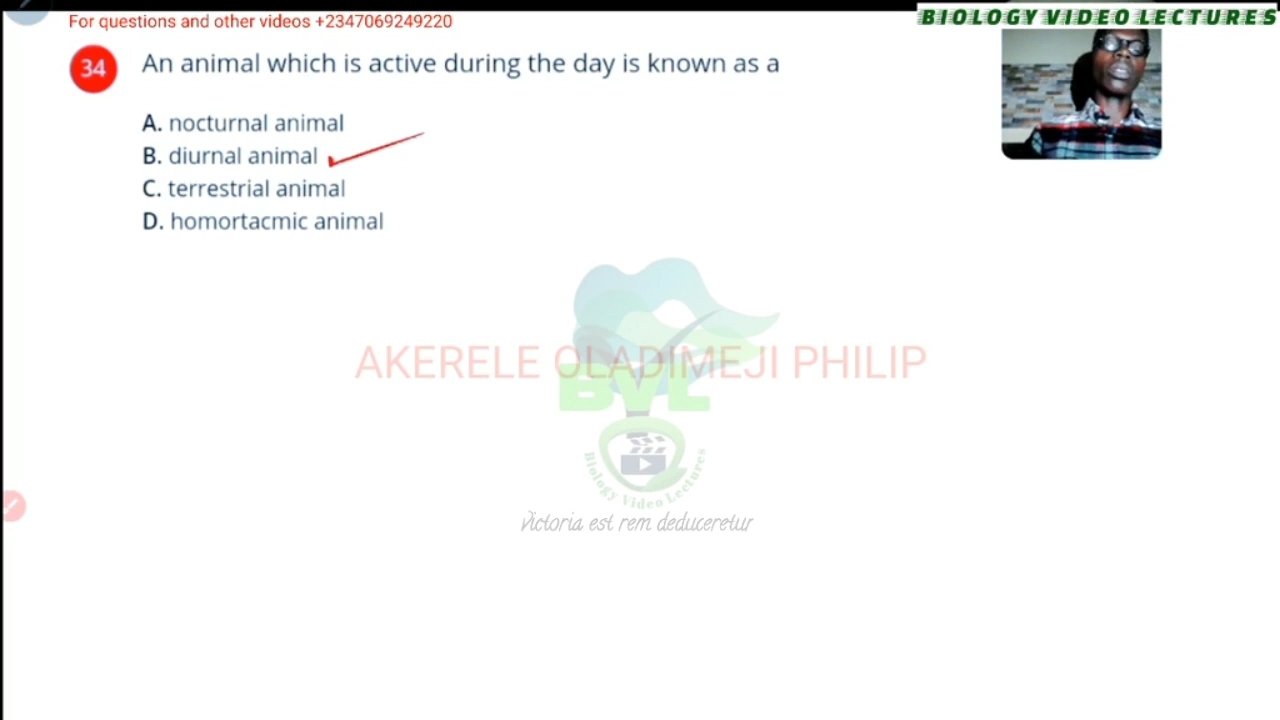 For questions and other videos +2347069249220
BIOLOGY VIDEO LECTURES
34 An animal which is active during the day is known as a
A. nocturnal animal
B. diurnal animal
C. terrestrial animal
D. homortacmic animal
AKERELE OLADIMEJI PHILIP
BVL
Biology Video Lectures
Victoria est rem deduceretur